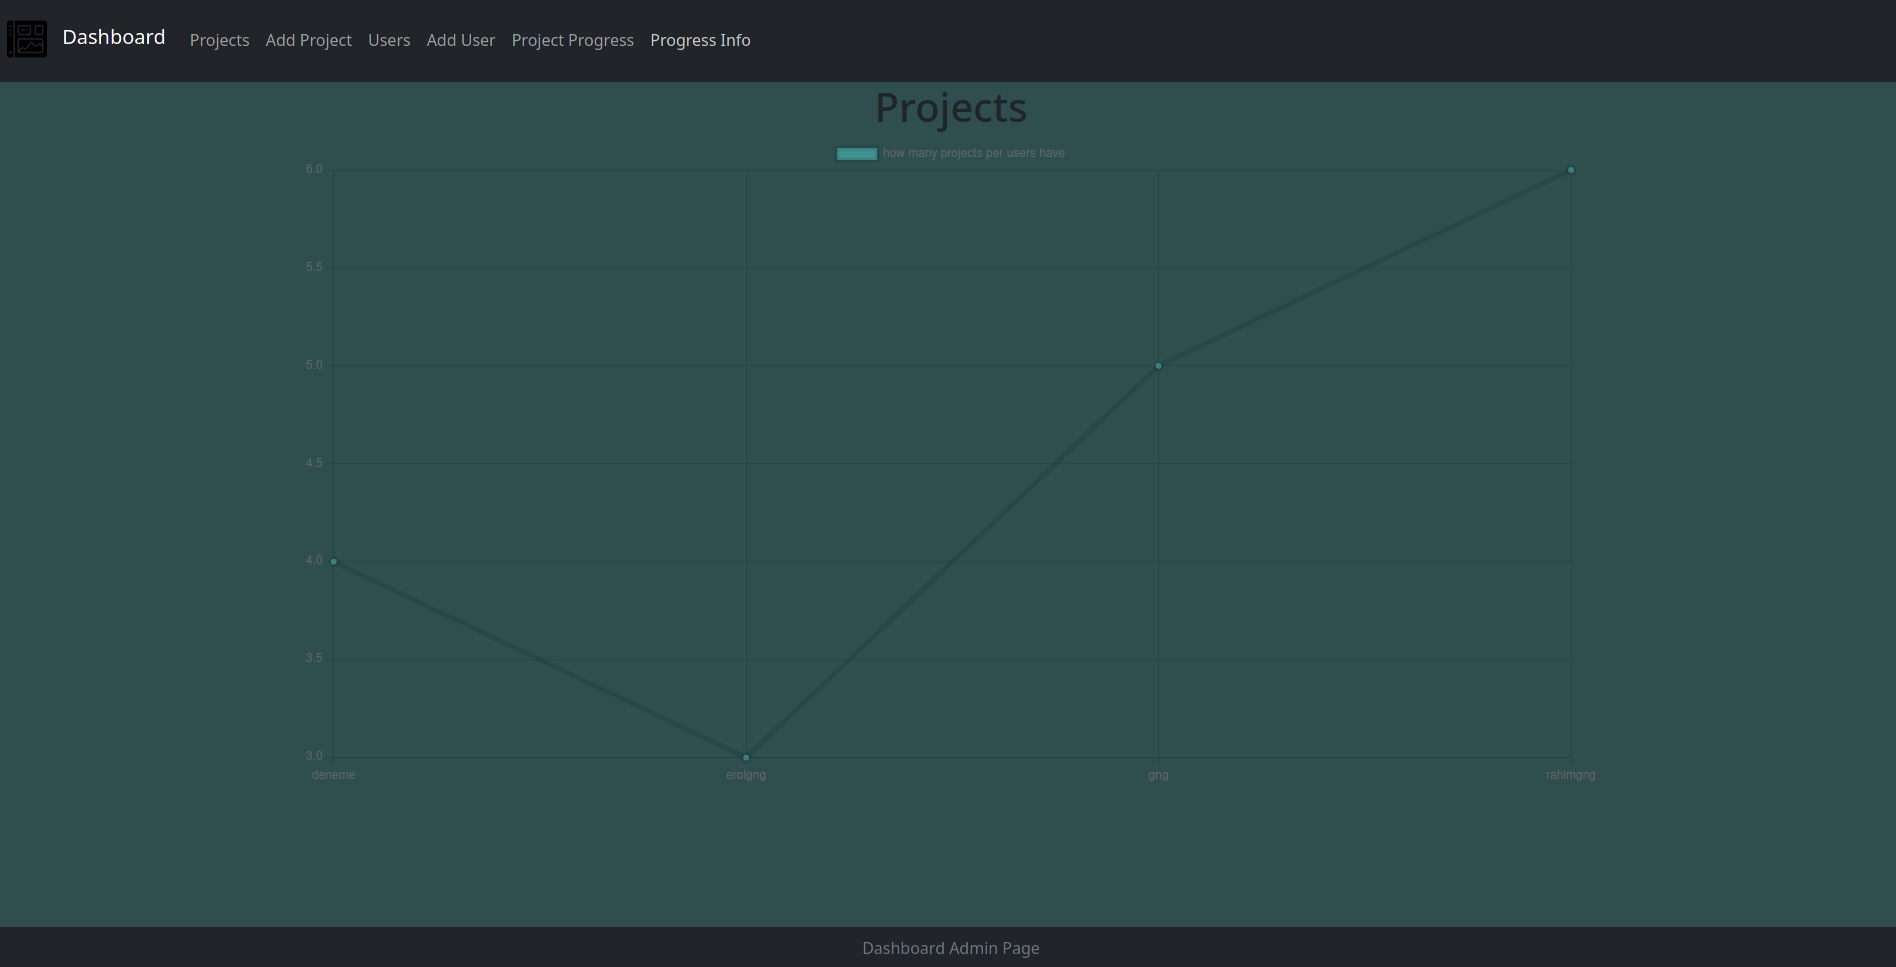 Dashboard Projects Add Project Users Add User Project Progress Progress Info
Projects
how many projects per users have
6.0
5.5
5.0
4.5
4.0
3.5
3.0
deneme erolgng gng rahimgng
Dashboard Admin Page